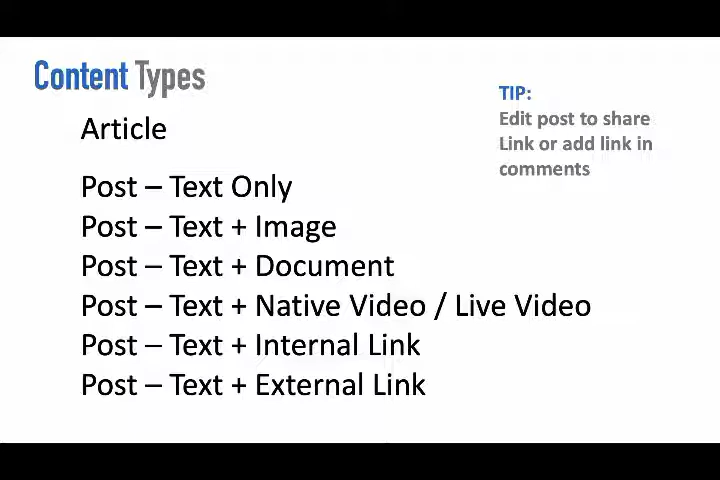 Content Types
Article
Post – Text Only
Post – Text + Image
Post – Text + Document
Post – Text + Native Video / Live Video
Post – Text + Internal Link
Post – Text + External Link
TIP:
Edit post to share
Link or add link in
comments